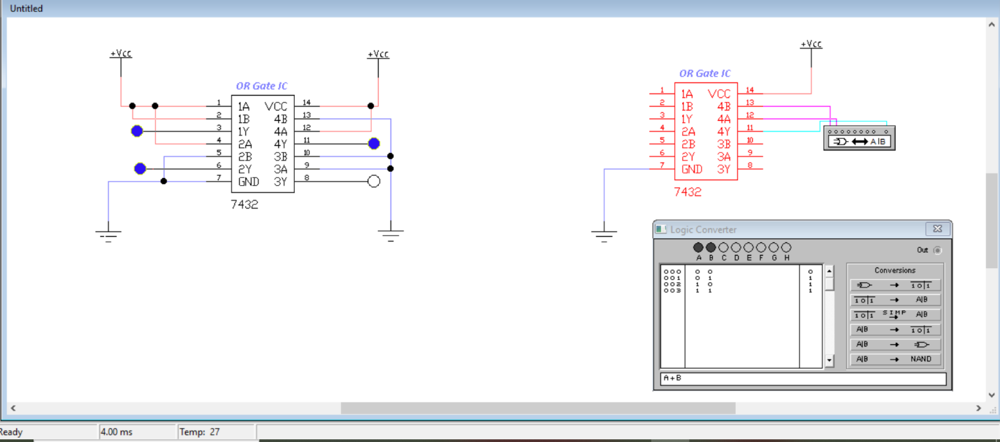 Untitled
+Vcc
+Vcc
OR Gate IC
1 1A VCC 14
2 1B 4B 13
3 1Y 4A 12
4 2A 4Y 11
5 2B 3B 10
6 2Y 3A 9
7 GND 3Y 8
7432
+Vcc
OR Gate IC
1 1A VCC 14
2 1B 4B 13
3 1Y 4A 12
4 2A 4Y 11
5 2B 3B 10
6 2Y 3A 9
7 GND 3Y 8
7432
A|B
Logic Converter
Out
A B C D E F G H
000 0 0 0
001 0 1 1
002 1 0 1
003 1 1 1
Conversions
→ 1 0|1
1 0|1 → A|B
1 0|1 SIMP → A|B
A|B → 1 0|1
A|B →
A|B → NAND
A+B
Ready
4.00 ms
Temp: 27